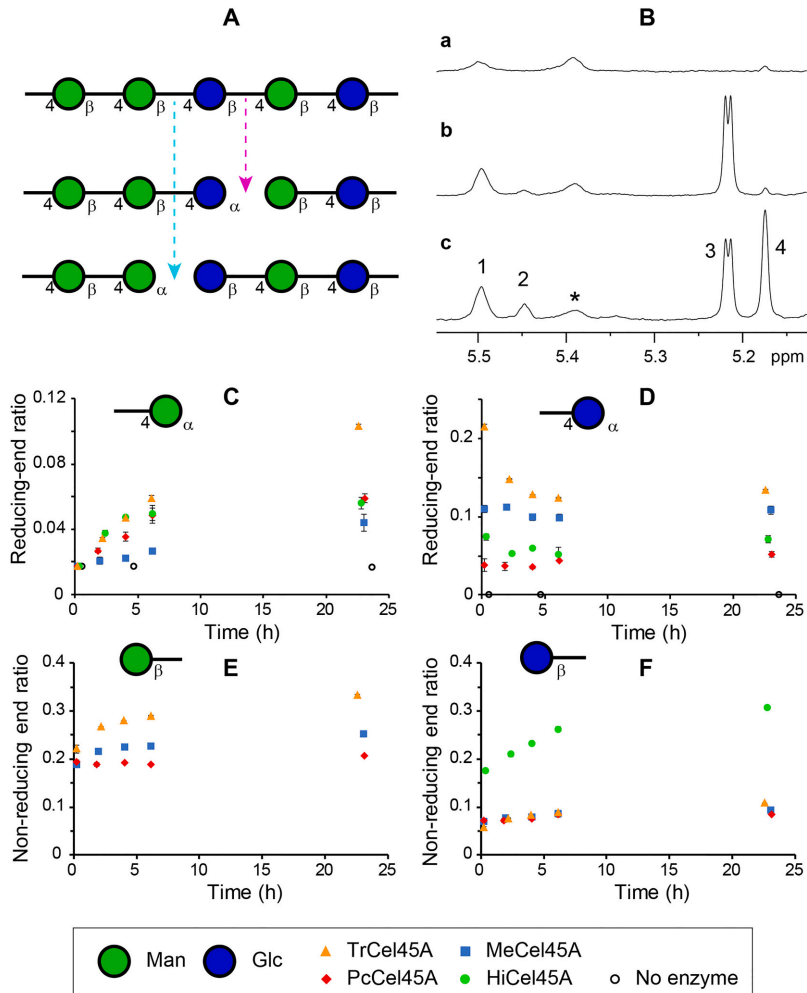 A
4 β 4 β 4 β 4 β 4 β
4 β 4 β 4 α β 4 β
4 β 4 α β 4 β 4 β
B
a
b
c
1 2 * 3 4
5.5 5.4 5.3 5.2 ppm
C
4 α
Reducing-end ratio
0.12
0.08
0.04
0
0 5 10 15 20 25
Time (h)
D
4 α
Reducing-end ratio
0.2
0.1
0
0 5 10 15 20 25
Time (h)
E
β
Non-reducing end ratio
0.4
0.3
0.2
0.1
0
0 5 10 15 20 25
Time (h)
F
β
Non-reducing end ratio
0.4
0.3
0.2
0.1
0
0 5 10 15 20 25
Time (h)
Man Glc TrCel45A MeCel45A
PcCel45A HiCel45A No enzyme